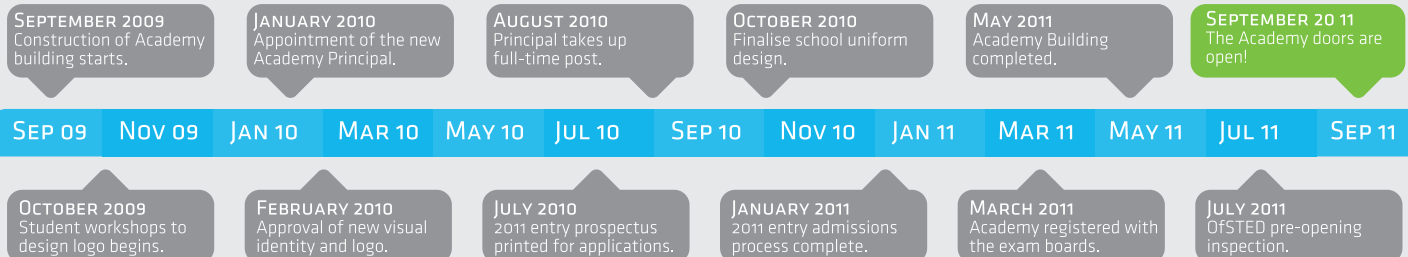 SEPTEMBER 2009
Construction of Academy
building starts.
JANUARY 2010
Appointment of the new
Academy Principal.
AUGUST 2010
Principal takes up
full-time post.
OCTOBER 2010
Finalise school uniform
design.
MAY 2011
Academy Building
completed.
SEPTEMBER 20 11
The Academy doors are
open!
SEP 09 NOV 09 JAN 10 MAR 10 MAY 10 JUL 10 SEP 10 NOV 10 JAN 11 MAR 11 MAY 11 JUL 11 SEP 11
OCTOBER 2009
Student workshops to
design logo begins.
FEBRUARY 2010
Approval of new visual
identity and logo.
JULY 2010
2011 entry prospectus
printed for applications.
JANUARY 2011
2011 entry admissions
process complete.
MARCH 2011
Academy registered with
the exam boards.
JULY 2011
OfSTED pre-opening
inspection.